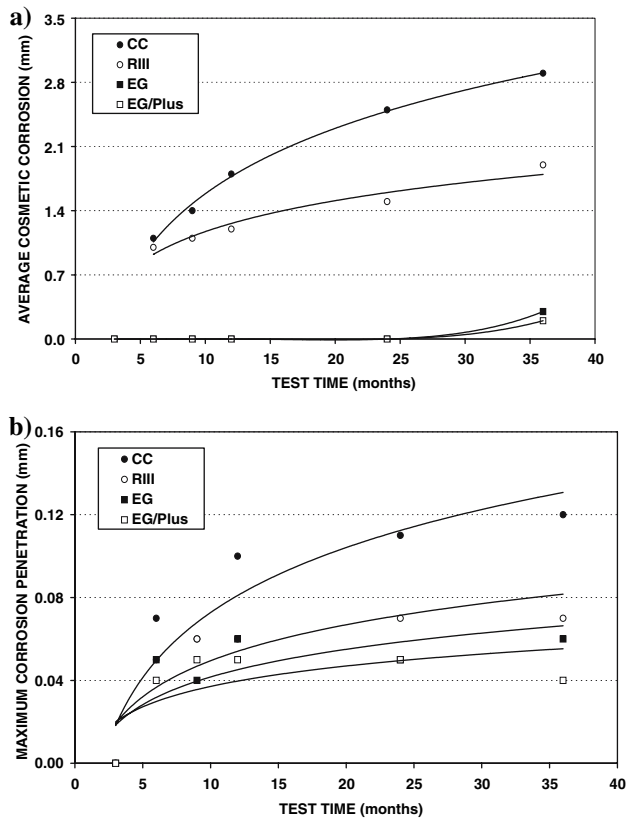 a)
3.5
2.8
2.1
1.4
0.7
0.0
AVERAGE COSMETIC CORROSION (mm)
CC
RIII
EG
EG/Plus
0 5 10 15 20 25 30 35 40
TEST TIME (months)
b)
0.16
0.12
0.08
0.04
0.00
MAXIMUM CORROSION PENETRATION (mm)
CC
RIII
EG
EG/Plus
0 5 10 15 20 25 30 35 40
TEST TIME (months)